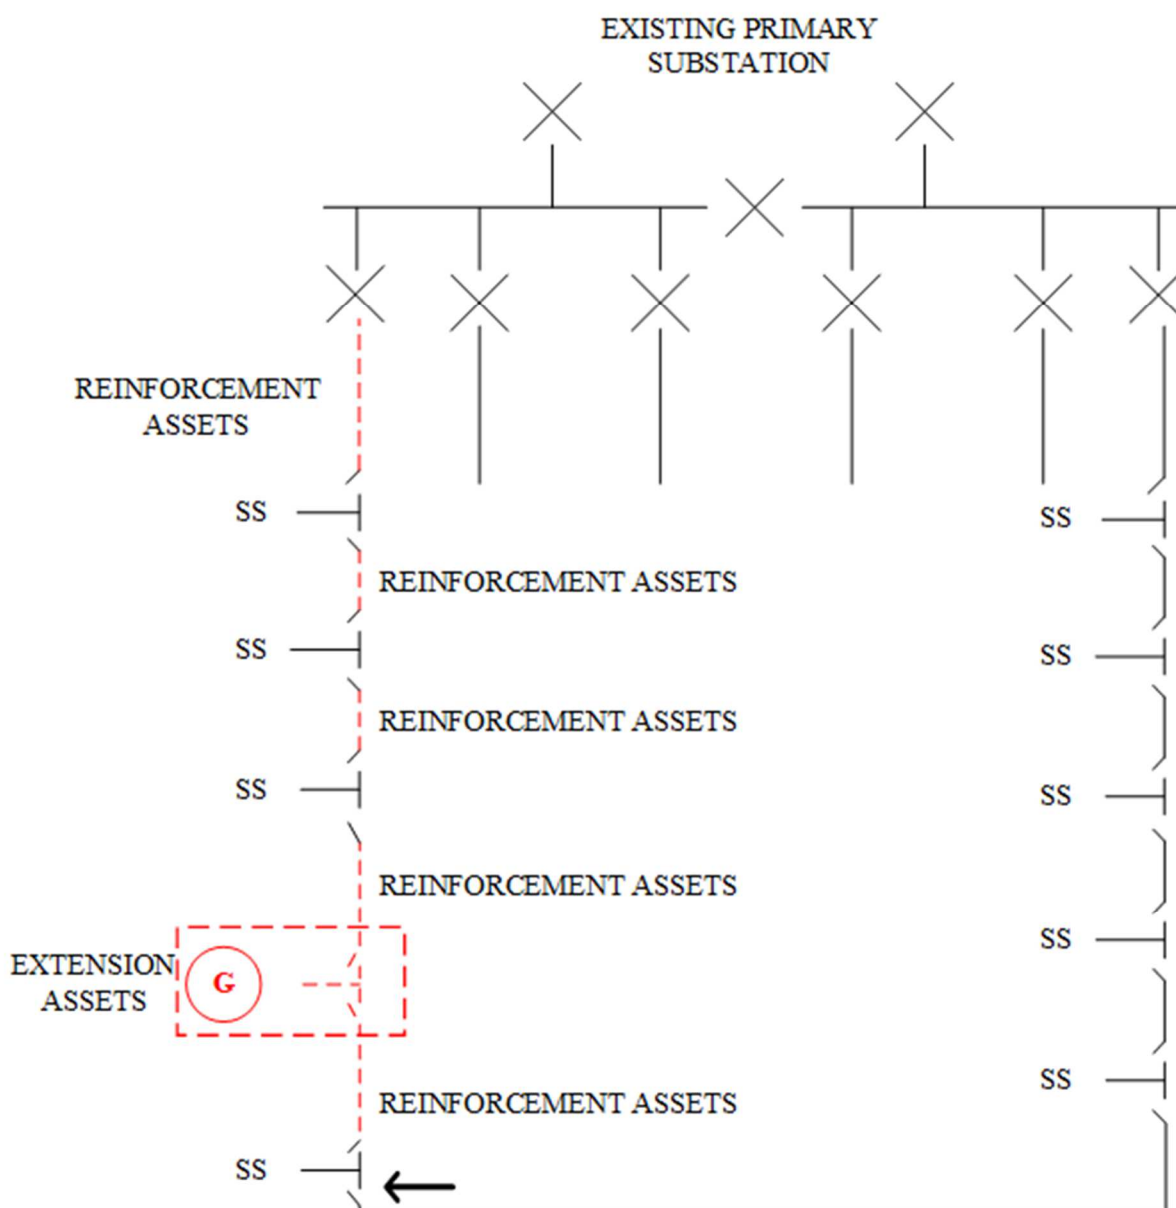 EXISTING PRIMARY
SUBSTATION
REINFORCEMENT
ASSETS
SS
SS
REINFORCEMENT ASSETS
SS
SS
REINFORCEMENT ASSETS
SS
SS
REINFORCEMENT ASSETS
SS
EXTENSION
ASSETS
G
SS
REINFORCEMENT ASSETS
SS